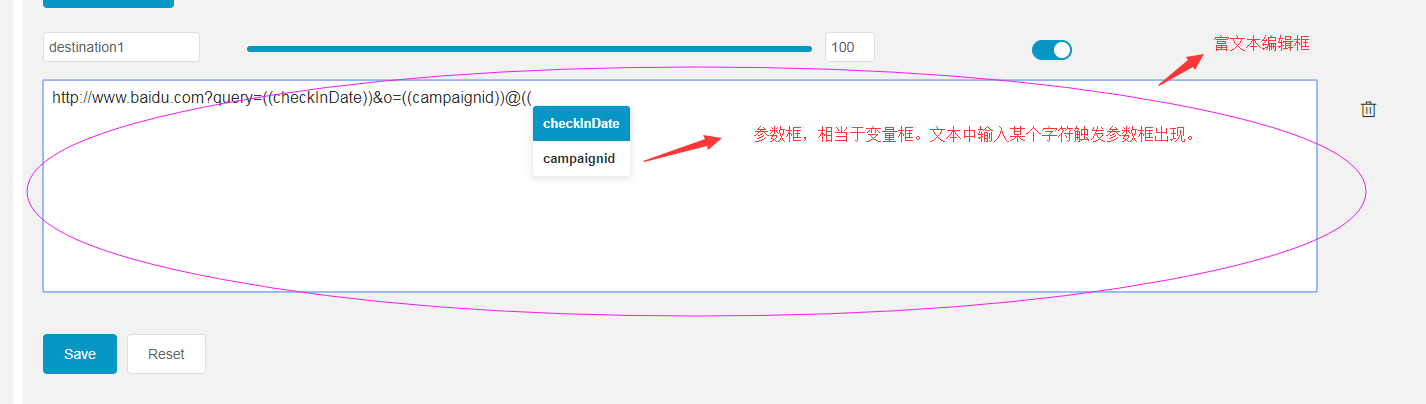 destination1
100
富文本编辑框
http://www.baidu.com?query=((checkInDate))&o=((campaignid))@((
checkInDate
参数框，相当于变量框。文本中输入某个字符触发参数框出现。
campaignid
Save
Reset